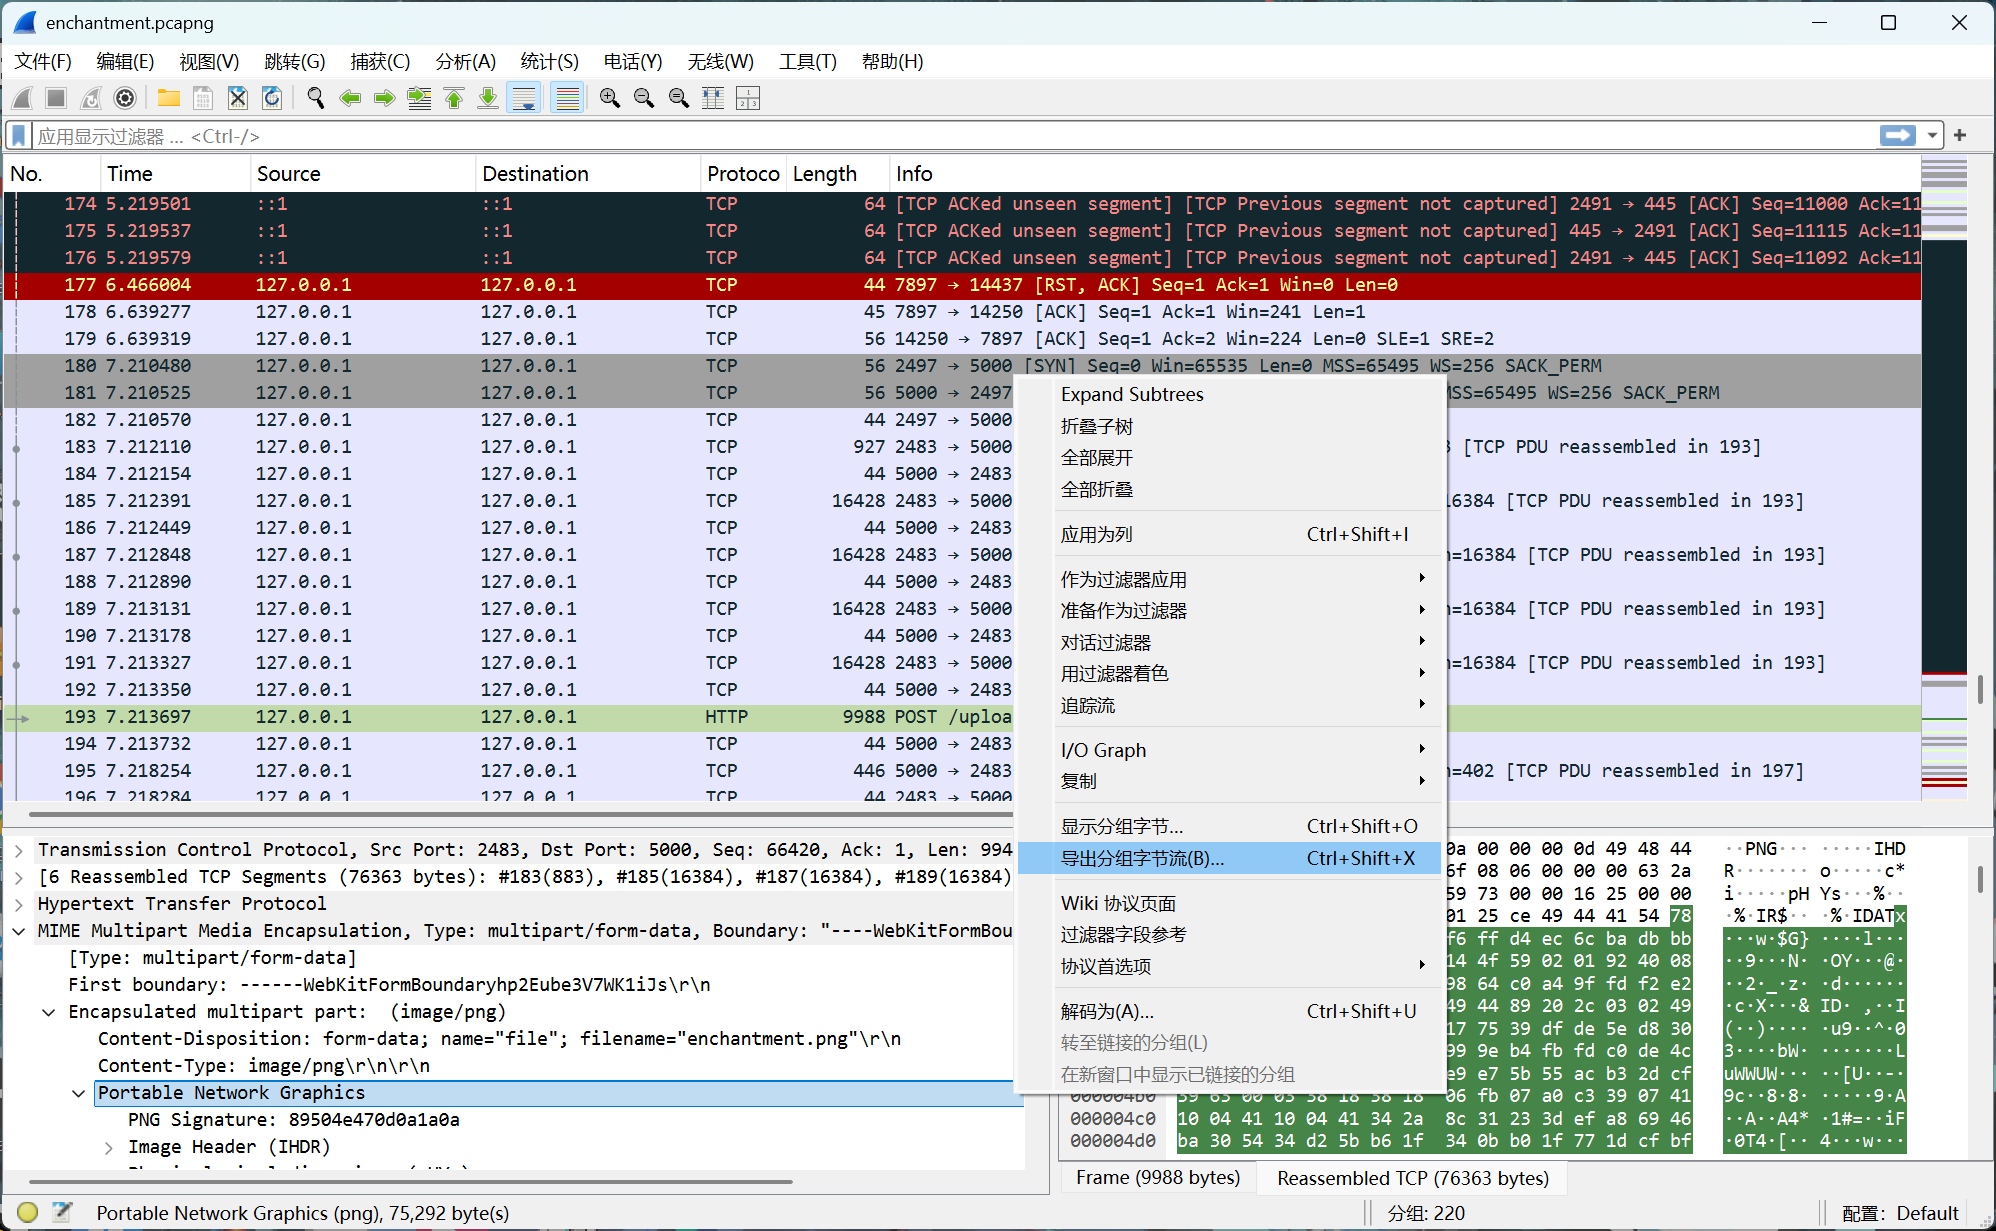 enchantment.pcapng
文件(F) 编辑(E) 视图(V) 跳转(G) 捕获(C) 分析(A) 统计(S) 电话(Y) 无线(W) 工具(T) 帮助(H)
应用显示过滤器 … <Ctrl-/>
No. Time Source Destination Protoco Length Info
174 5.219501 ::1 ::1 TCP 64 [TCP ACKed unseen segment] [TCP Previous segment not captured] 2491 → 445 [ACK] Seq=11000 Ack=11
175 5.219537 ::1 ::1 TCP 64 [TCP ACKed unseen segment] [TCP Previous segment not captured] 445 → 2491 [ACK] Seq=11115 Ack=11
176 5.219579 ::1 ::1 TCP 64 [TCP ACKed unseen segment] [TCP Previous segment not captured] 2491 → 445 [ACK] Seq=11092 Ack=11
177 6.466004 127.0.0.1 127.0.0.1 TCP 44 7897 → 14437 [RST, ACK] Seq=1 Ack=1 Win=0 Len=0
178 6.639277 127.0.0.1 127.0.0.1 TCP 45 7897 → 14250 [ACK] Seq=1 Ack=1 Win=241 Len=1
179 6.639319 127.0.0.1 127.0.0.1 TCP 56 14250 → 7897 [ACK] Seq=1 Ack=2 Win=224 Len=0 SLE=1 SRE=2
180 7.210480 127.0.0.1 127.0.0.1 TCP 56 2497 → 5000 [SYN] Seq=0 Win=65535 Len=0 MSS=65495 WS=256 SACK_PERM
181 7.210525 127.0.0.1 127.0.0.1 TCP 56 5000 → 2497 MSS=65495 WS=256 SACK_PERM
182 7.210570 127.0.0.1 127.0.0.1 TCP 44 2497 → 5000
183 7.212110 127.0.0.1 127.0.0.1 TCP 927 2483 → 5000 3 [TCP PDU reassembled in 193]
184 7.212154 127.0.0.1 127.0.0.1 TCP 44 5000 → 2483
185 7.212391 127.0.0.1 127.0.0.1 TCP 16428 2483 → 5000 16384 [TCP PDU reassembled in 193]
186 7.212449 127.0.0.1 127.0.0.1 TCP 44 5000 → 2483
187 7.212848 127.0.0.1 127.0.0.1 TCP 16428 2483 → 5000 n=16384 [TCP PDU reassembled in 193]
188 7.212890 127.0.0.1 127.0.0.1 TCP 44 5000 → 2483
189 7.213131 127.0.0.1 127.0.0.1 TCP 16428 2483 → 5000 n=16384 [TCP PDU reassembled in 193]
190 7.213178 127.0.0.1 127.0.0.1 TCP 44 5000 → 2483
191 7.213327 127.0.0.1 127.0.0.1 TCP 16428 2483 → 5000 n=16384 [TCP PDU reassembled in 193]
192 7.213350 127.0.0.1 127.0.0.1 TCP 44 5000 → 2483
193 7.213697 127.0.0.1 127.0.0.1 HTTP 9988 POST /uploa
194 7.213732 127.0.0.1 127.0.0.1 TCP 44 5000 → 2483
195 7.218254 127.0.0.1 127.0.0.1 TCP 446 5000 → 2483 n=402 [TCP PDU reassembled in 197]
196 7.218284 127.0.0.1 127.0.0.1 TCP 44 2483 → 5000
Expand Subtrees
折叠子树
全部展开
全部折叠
应用为列 Ctrl+Shift+I
作为过滤器应用
准备作为过滤器
对话过滤器
用过滤器着色
追踪流
I/O Graph
复制
显示分组字节... Ctrl+Shift+O
导出分组字节流(B)... Ctrl+Shift+X
Wiki 协议页面
过滤器字段参考
协议首选项
解码为(A)... Ctrl+Shift+U
转至链接的分组(L)
在新窗口中显示已链接的分组
Transmission Control Protocol, Src Port: 2483, Dst Port: 5000, Seq: 66420, Ack: 1, Len: 994
[6 Reassembled TCP Segments (76363 bytes): #183(883), #185(16384), #187(16384), #189(16384)
Hypertext Transfer Protocol
MIME Multipart Media Encapsulation, Type: multipart/form-data, Boundary: "----WebKitFormBou
[Type: multipart/form-data]
First boundary: ------WebKitFormBoundaryhp2Eube3V7WK1iJs\r\n
Encapsulated multipart part: (image/png)
Content-Disposition: form-data; name="file"; filename="enchantment.png"\r\n
Content-Type: image/png\r\n\r\n
Portable Network Graphics
PNG Signature: 89504e470d0a1a0a
Image Header (IHDR)
0a 00 00 00 0d 49 48 44 ··PNG··· ·····IHD
6f 08 06 00 00 00 63 2a R······· o·····c*
59 73 00 00 16 25 00 00 i·····pH Ys···%··
01 25 ce 49 44 41 54 78 ·%·IR$·· ·%·IDATx
f6 ff d4 ec 6c ba db bb ···w·$G} ····l···
14 4f 59 02 01 92 40 08 ··9···N· ·OY···@·
98 64 c0 a4 9f fd f2 e2 ··2·_·z· ·d······
49 44 89 20 2c 03 02 49 ·c·X···& ID· ,··I
17 75 39 df de 5e d8 30 (··)···· ·u9··^·0
99 9e b4 fb fd c0 de 4c 3····bW· ·······L
e9 e7 5b 55 ac b3 2d cf uWWUW··· ··[U··-·
000004b0 39 63 00 03 38 18 38 18 06 fb 07 a0 c3 39 07 41 9c··8·8· ·····9·A
000004c0 10 04 41 10 04 41 34 2a 8c 31 23 3d ef a8 69 46 ··A··A4* ·1#=··iF
000004d0 ba 30 54 34 d2 5b b6 1f 34 0b b0 1f 77 1d cf bf ·0T4·[·· 4···w···
Frame (9988 bytes) Reassembled TCP (76363 bytes)
Portable Network Graphics (png), 75,292 byte(s) 分组: 220 配置: Default